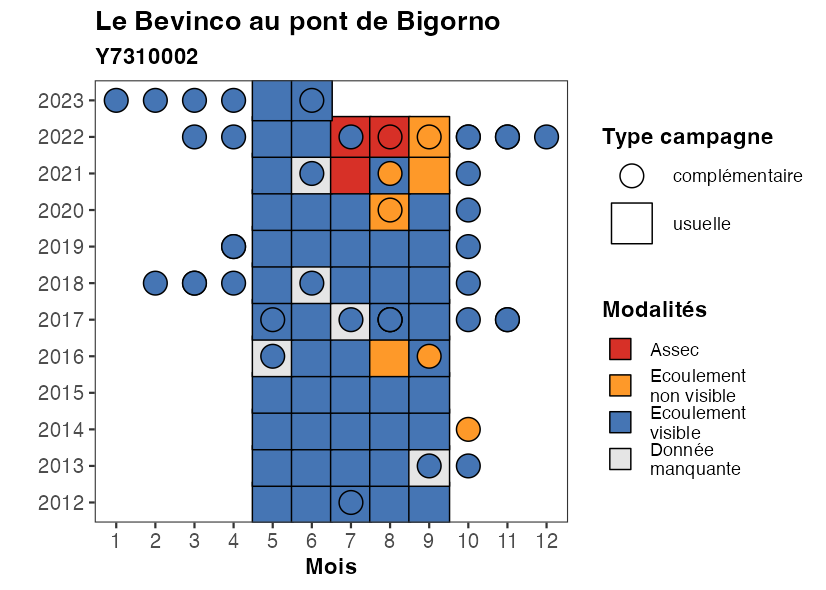 Le Bevinco au pont de Bigorno
Y7310002
2023
2022
2021
2020
2019
2018
2017
2016
2015
2014
2013
2012
1 2 3 4 5 6 7 8 9 10 11 12
Mois
Type campagne
complémentaire
usuelle
Modalités
Assec
Ecoulement
non visible
Ecoulement
visible
Donnée
manquante